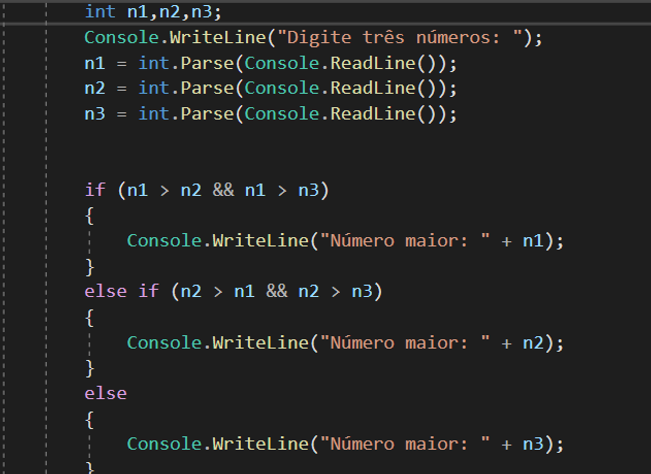 int n1,n2,n3;
Console.WriteLine("Digite três números: ");
n1 = int.Parse(Console.ReadLine());
n2 = int.Parse(Console.ReadLine());
n3 = int.Parse(Console.ReadLine());
if (n1 > n2 && n1 > n3)
{
Console.WriteLine("Número maior: " + n1);
}
else if (n2 > n1 && n2 > n3)
{
Console.WriteLine("Número maior: " + n2);
}
else
{
Console.WriteLine("Número maior: " + n3);
}